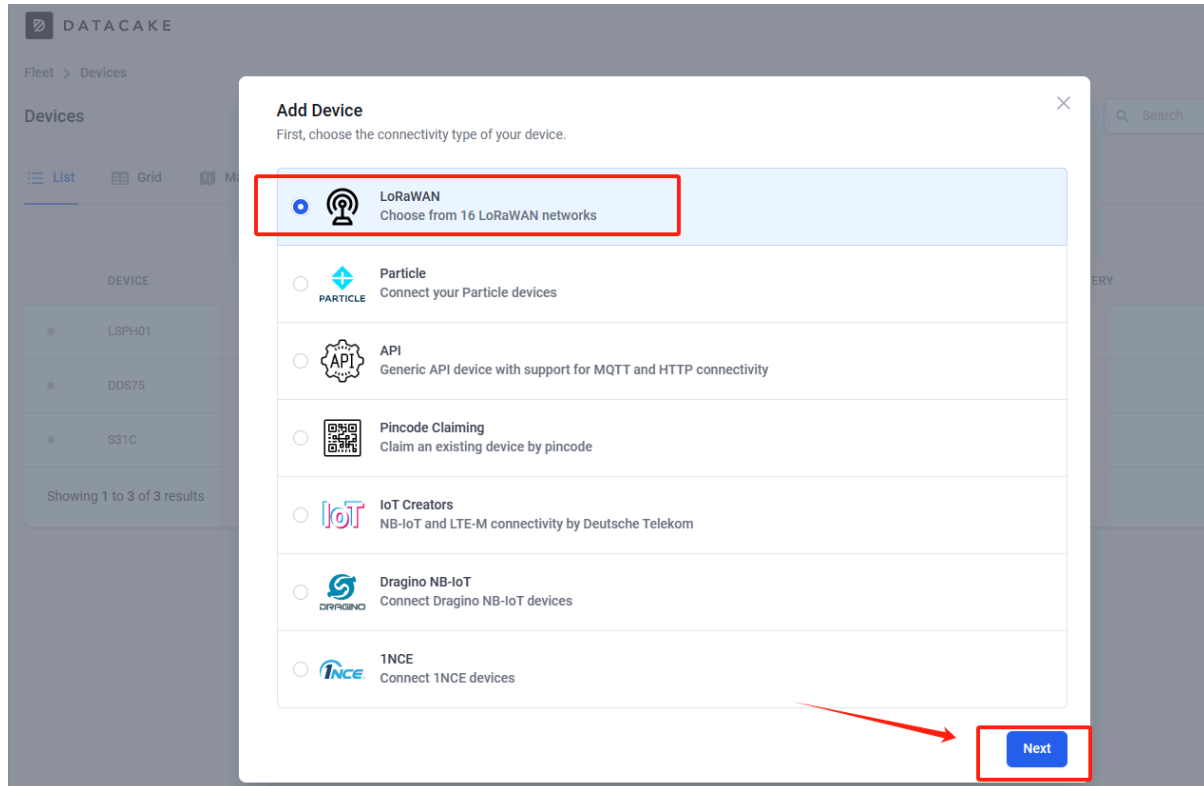 DATACAKE
Fleet > Devices
Devices
Search
List Grid
Add Device
First, choose the connectivity type of your device.
LoRaWAN
Choose from 16 LoRaWAN networks
PARTICLE
Particle
Connect your Particle devices
API
API
Generic API device with support for MQTT and HTTP connectivity
Pincode Claiming
Claim an existing device by pincode
IoT
IoT Creators
NB-IoT and LTE-M connectivity by Deutsche Telekom
DRAGINO
Dragino NB-IoT
Connect Dragino NB-IoT devices
1NCE
1NCE
Connect 1NCE devices
Next
DEVICE
LSPH01
DDS75
S31C
Showing 1 to 3 of 3 results